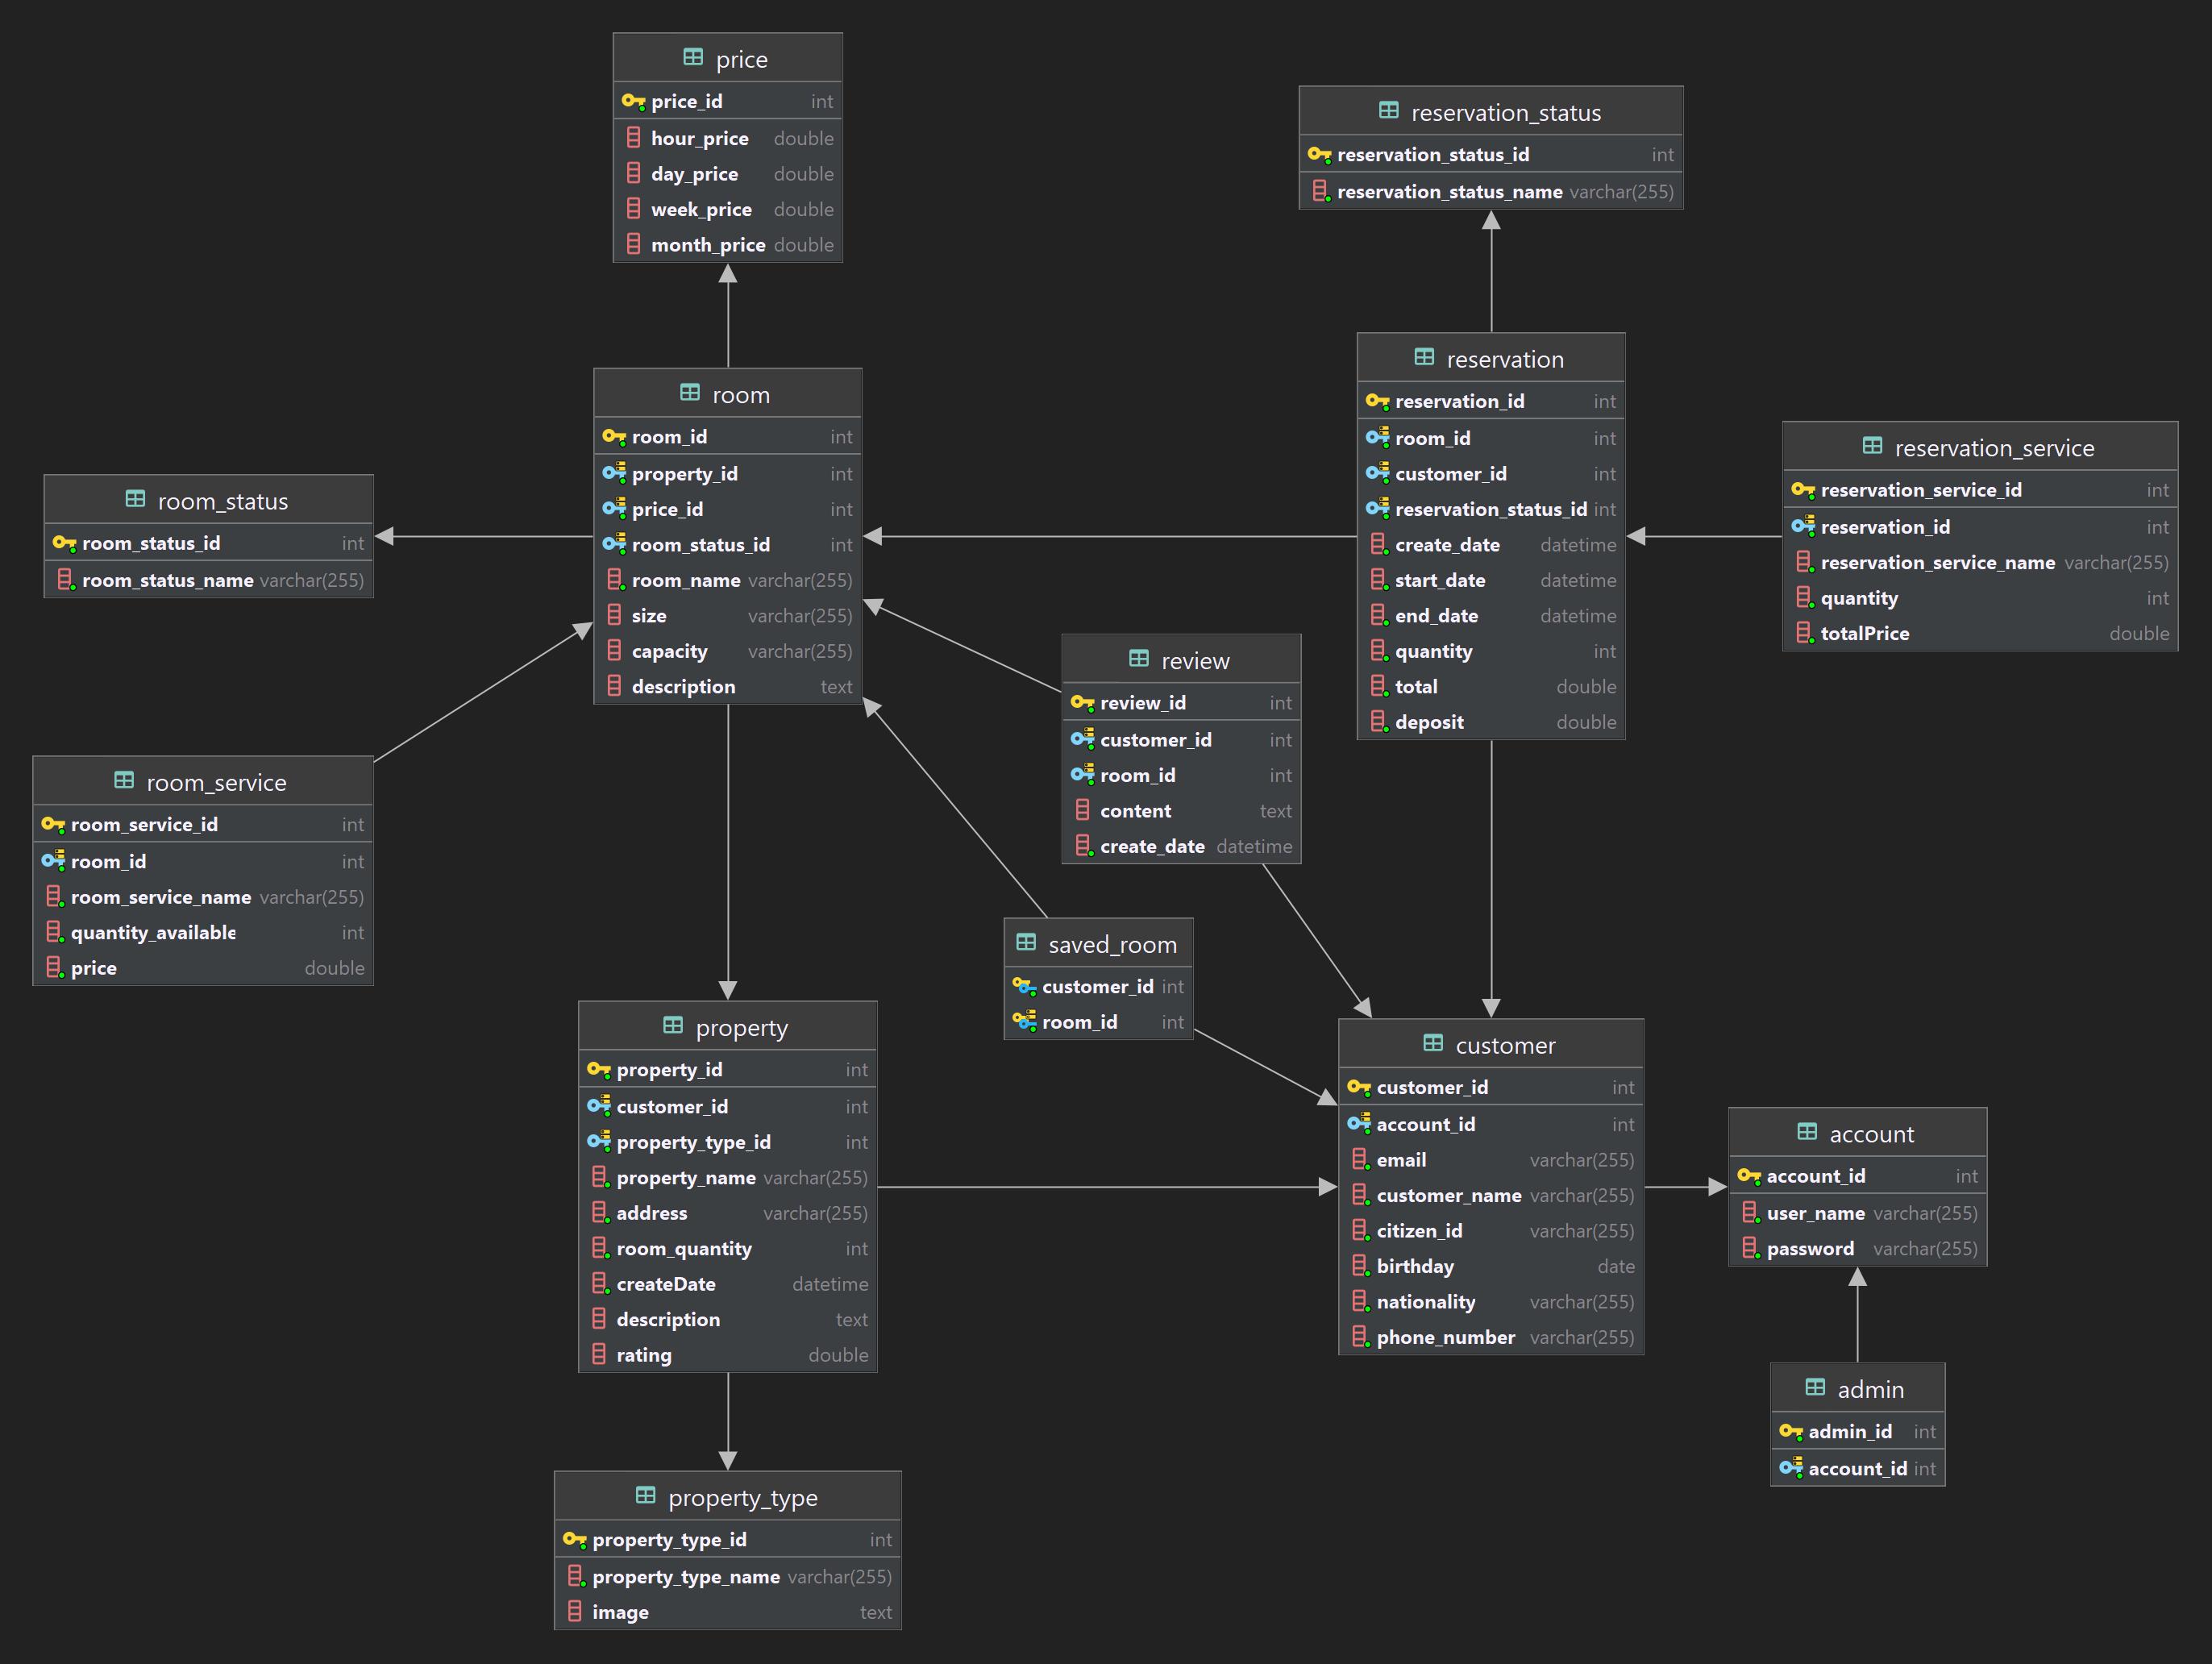 price
price_id int
hour_price double
day_price double
week_price double
month_price double
reservation_status
reservation_status_id int
reservation_status_name varchar(255)
room
room_id int
property_id int
price_id int
room_status_id int
room_name varchar(255)
size varchar(255)
capacity varchar(255)
description text
reservation
reservation_id int
room_id int
customer_id int
reservation_status_id int
create_date datetime
start_date datetime
end_date datetime
quantity int
total double
deposit double
reservation_service
reservation_service_id int
reservation_id int
reservation_service_name varchar(255)
quantity int
totalPrice double
room_status
room_status_id int
room_status_name varchar(255)
review
review_id int
customer_id int
room_id int
content text
create_date datetime
room_service
room_service_id int
room_id int
room_service_name varchar(255)
quantity_available int
price double
saved_room
customer_id int
room_id int
property
property_id int
customer_id int
property_type_id int
property_name varchar(255)
address varchar(255)
room_quantity int
createDate datetime
description text
rating double
customer
customer_id int
account_id int
email varchar(255)
customer_name varchar(255)
citizen_id varchar(255)
birthday date
nationality varchar(255)
phone_number varchar(255)
account
account_id int
user_name varchar(255)
password varchar(255)
admin
admin_id int
account_id int
property_type
property_type_id int
property_type_name varchar(255)
image text